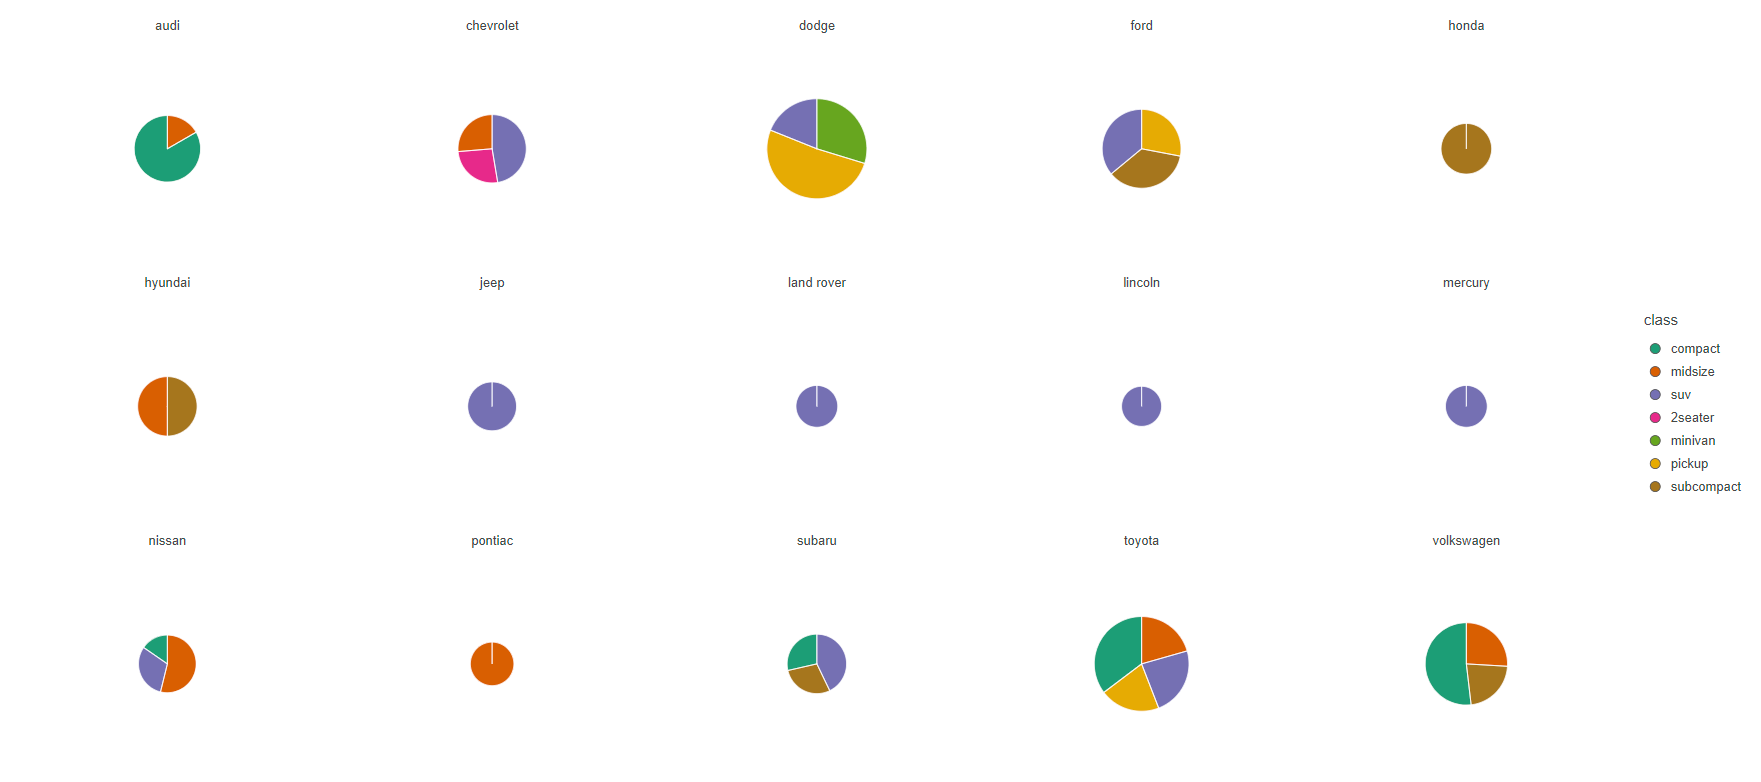 audi
chevrolet
dodge
ford
honda
hyundai
jeep
land rover
lincoln
mercury
nissan
pontiac
subaru
toyota
volkswagen
class
compact
midsize
suv
2seater
minivan
pickup
subcompact